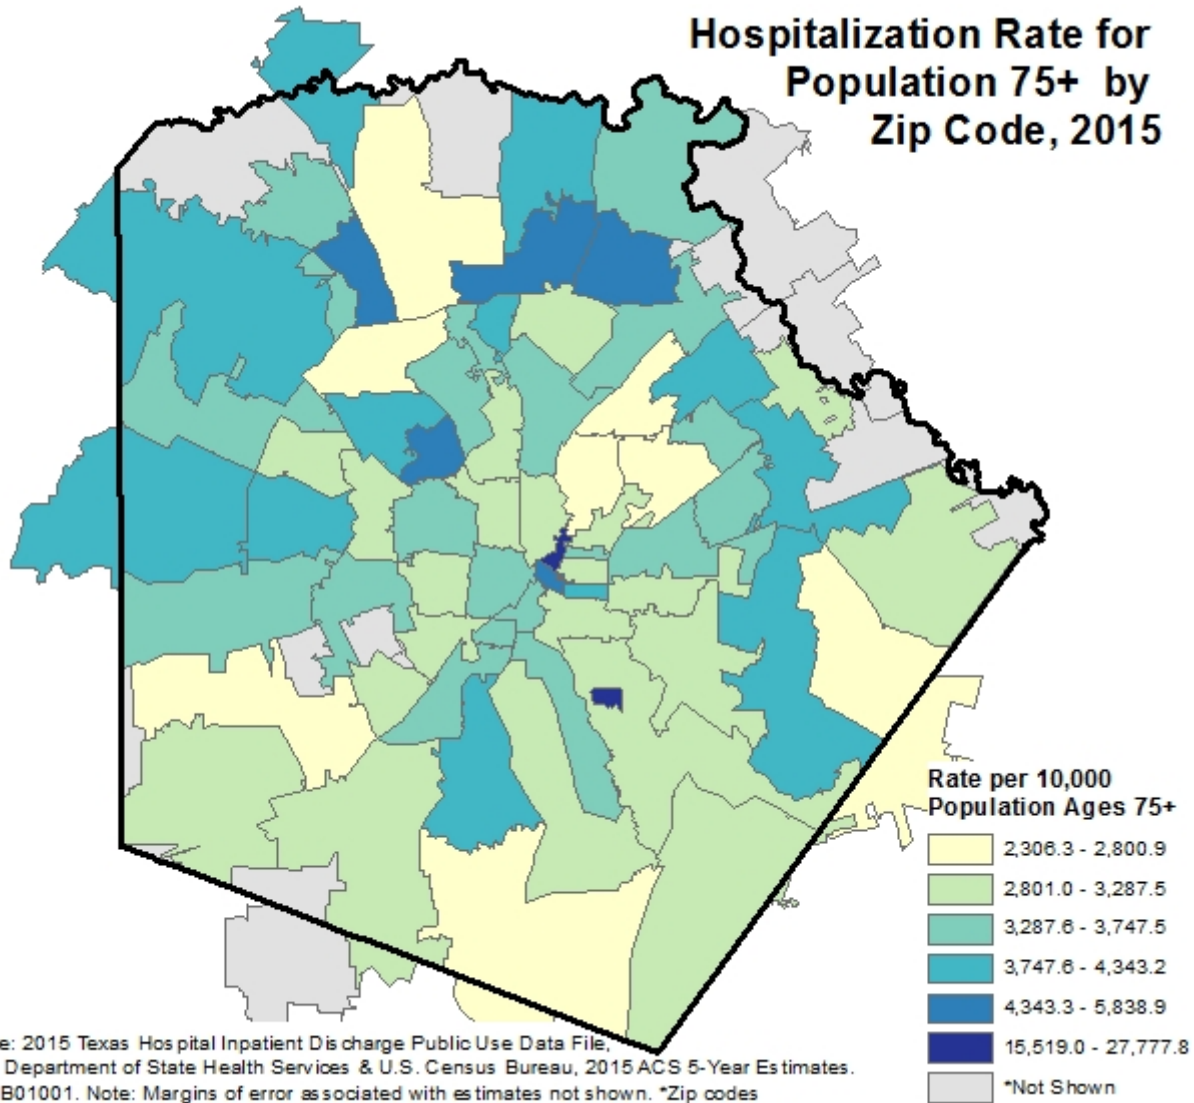 Hospitalization Rate for
Population 75+ by
Zip Code, 2015
Rate per 10,000
Population Ages 75+
2,306.3 - 2,800.9
2,801.0 - 3,287.5
3,287.6 - 3,747.5
3,747.6 - 4,343.2
4,343.3 - 5,838.9
15,519.0 - 27,777.8
*Not Shown
e: 2015 Texas Hospital Inpatient Discharge Public Use Data File,
Department of State Health Services & U.S. Census Bureau, 2015 ACS 5-Year Estimates.
B01001. Note: Margins of error associated with estimates not shown. *Zip codes